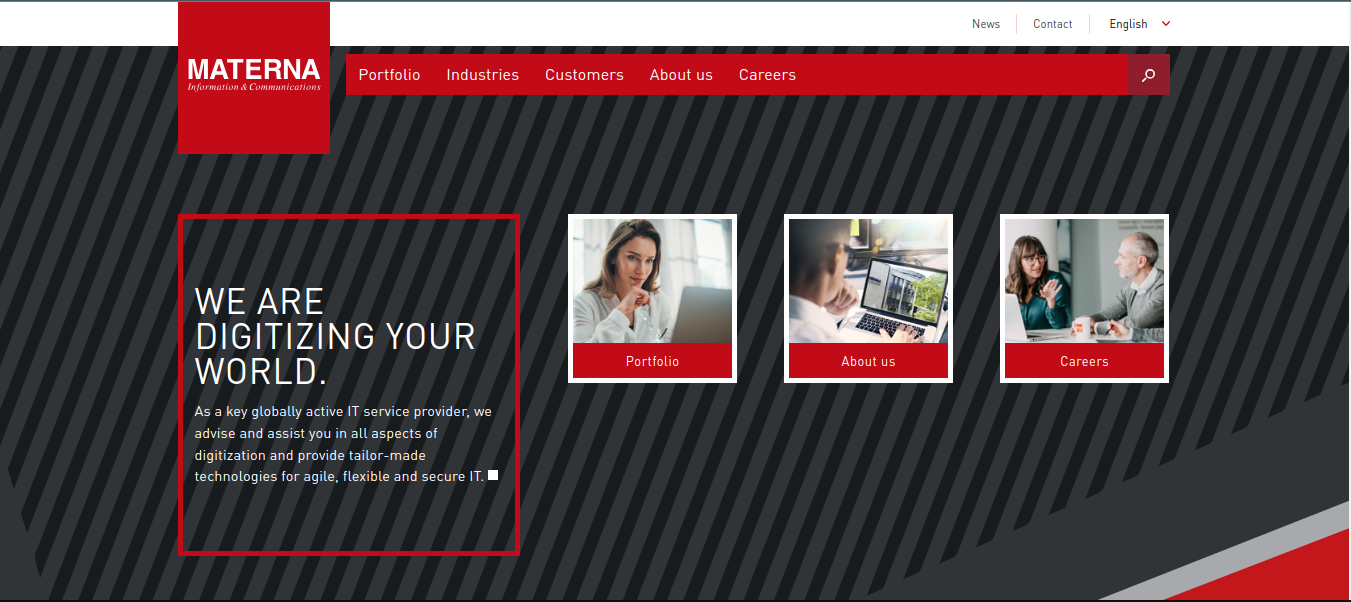 News
Contact
English
MATERNA
Information & Communications
Portfolio
Industries
Customers
About us
Careers
WE ARE
DIGITIZING YOUR
WORLD.
As a key globally active IT service provider, we
advise and assist you in all aspects of
digitization and provide tailor-made
technologies for agile, flexible and secure IT.
Portfolio
About us
Careers